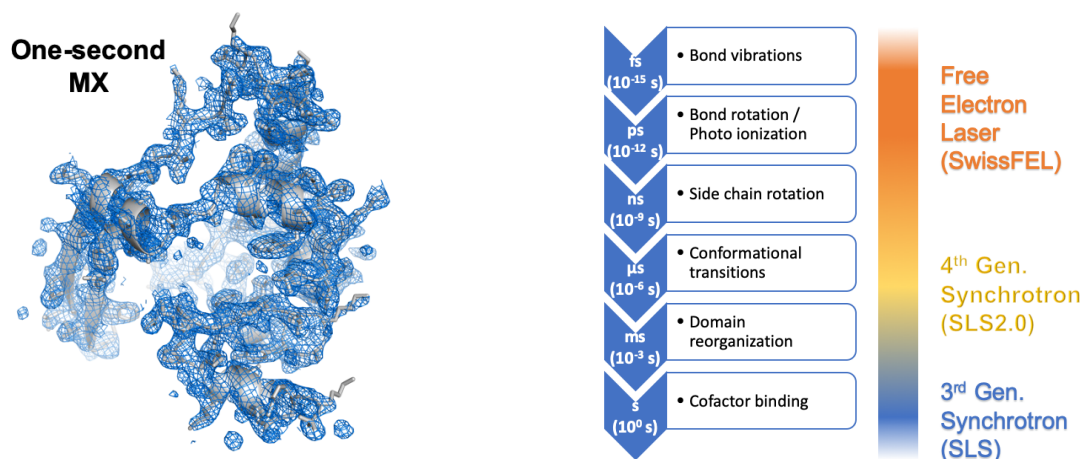 One-second
MX
fs
(10⁻¹⁵ s)
• Bond vibrations
ps
(10⁻¹² s)
• Bond rotation /
Photo ionization
ns
(10⁻⁹ s)
• Side chain rotation
µs
(10⁻⁶ s)
• Conformational
transitions
ms
(10⁻³ s)
• Domain
reorganization
s
(10⁰ s)
• Cofactor binding
Free
Electron
Laser
(SwissFEL)
4th Gen.
Synchrotron
(SLS2.0)
3rd Gen.
Synchrotron
(SLS)